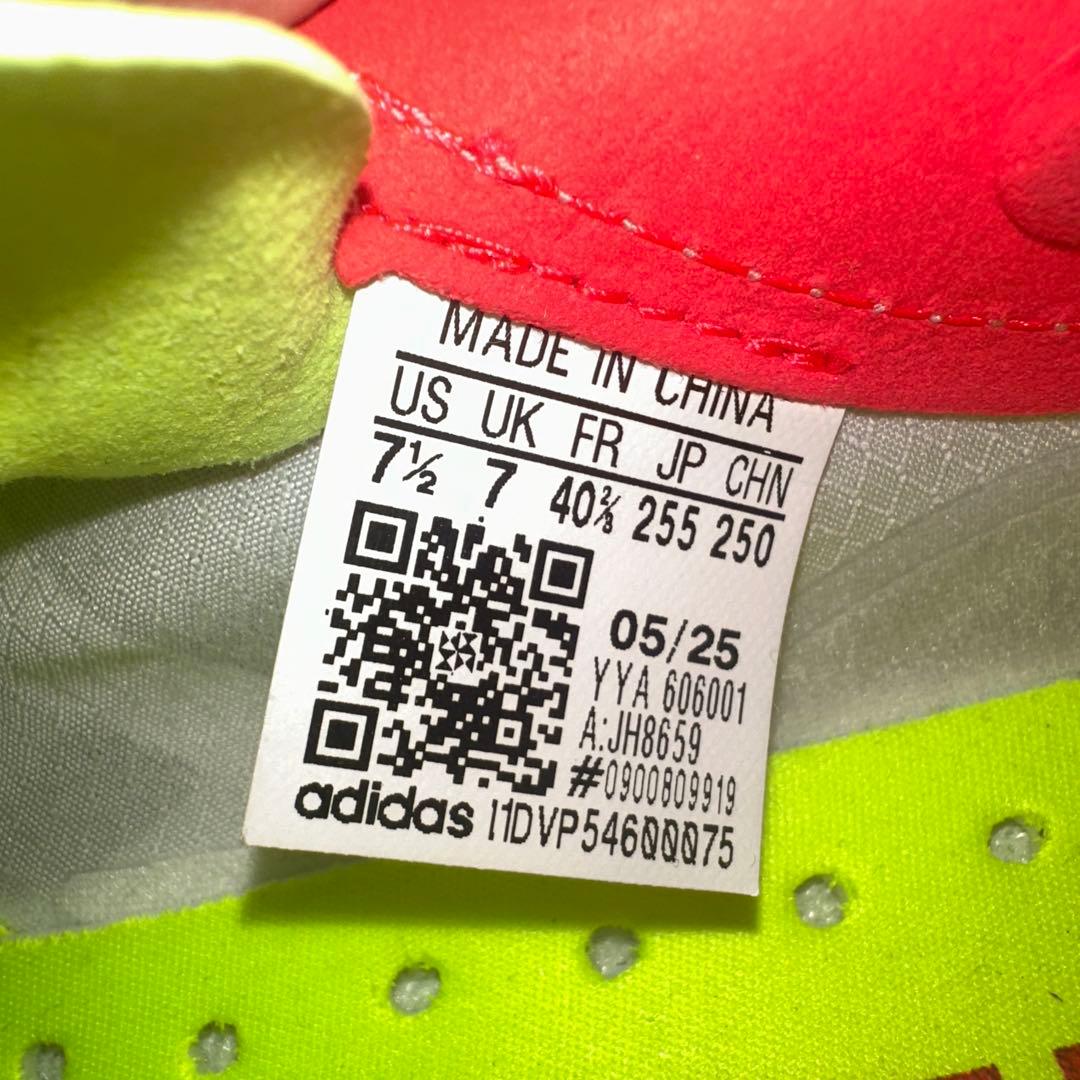 MADE IN CHINA
US UK FR JP CHN
7½ 7 40⅔ 255 250
05/25
YYA 606001
A:JH8659
#0900809919
adidas I1DVP54600075